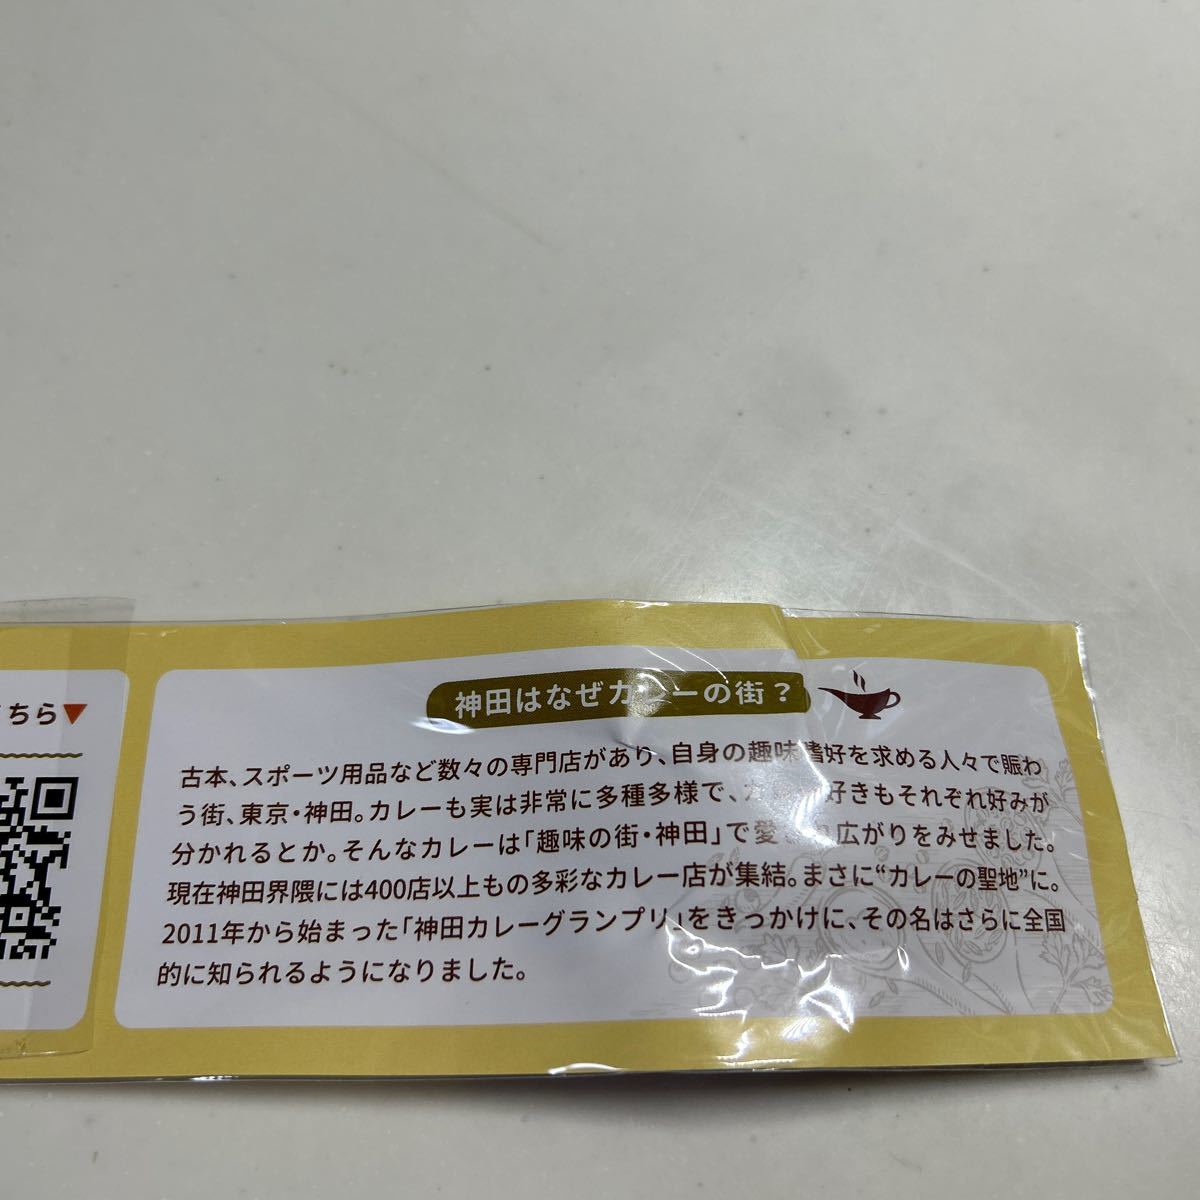 ちら▼
神田はなぜカレーの街？
古本、スポーツ用品など数々の専門店があり、自身の趣味嗜好を求める人々で賑わ
う街、東京・神田。カレーも実は非常に多種多様で、カ 好きもそれぞれ好みが
分かれるとか。そんなカレーは「趣味の街・神田」で愛 広がりをみせました。
現在神田界隈には400店以上もの多彩なカレー店が集結。まさに“カレーの聖地”に。
2011年から始まった「神田カレーグランプリ」をきっかけに、その名はさらに全国
的に知られるようになりました。